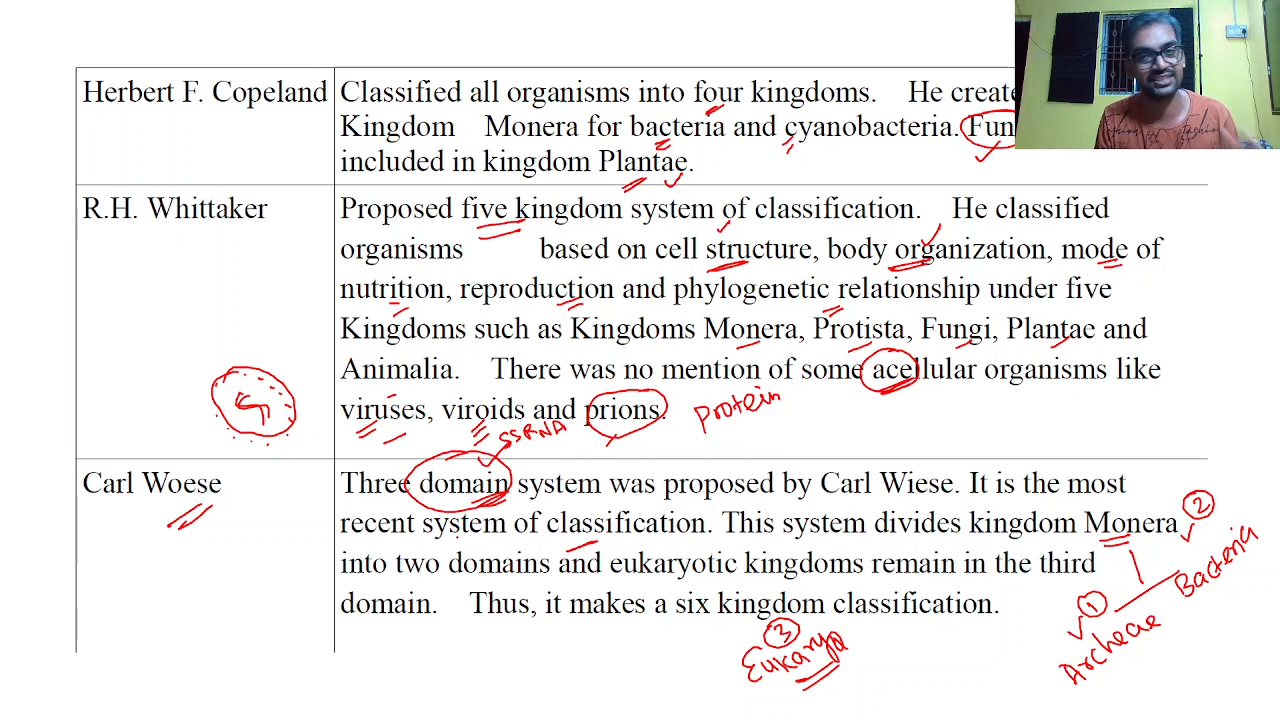 Herbert F. Copeland
Classified all organisms into four kingdoms. He create
Kingdom Monera for bacteria and cyanobacteria. Fun
included in kingdom Plantae.
R.H. Whittaker
Proposed five kingdom system of classification. He classified
organisms based on cell structure, body organization, mode of
nutrition, reproduction and phylogenetic relationship under five
Kingdoms such as Kingdoms Monera, Protista, Fungi, Plantae and
Animalia. There was no mention of some acellular organisms like
viruses, viroids and prions. Protein
SSRNA
Carl Woese
Three domain system was proposed by Carl Wiese. It is the most
recent system of classification. This system divides kingdom Monera
into two domains and eukaryotic kingdoms remain in the third
domain. Thus, it makes a six kingdom classification.
2
Bacteria
1
Archeae
3
Eukarya